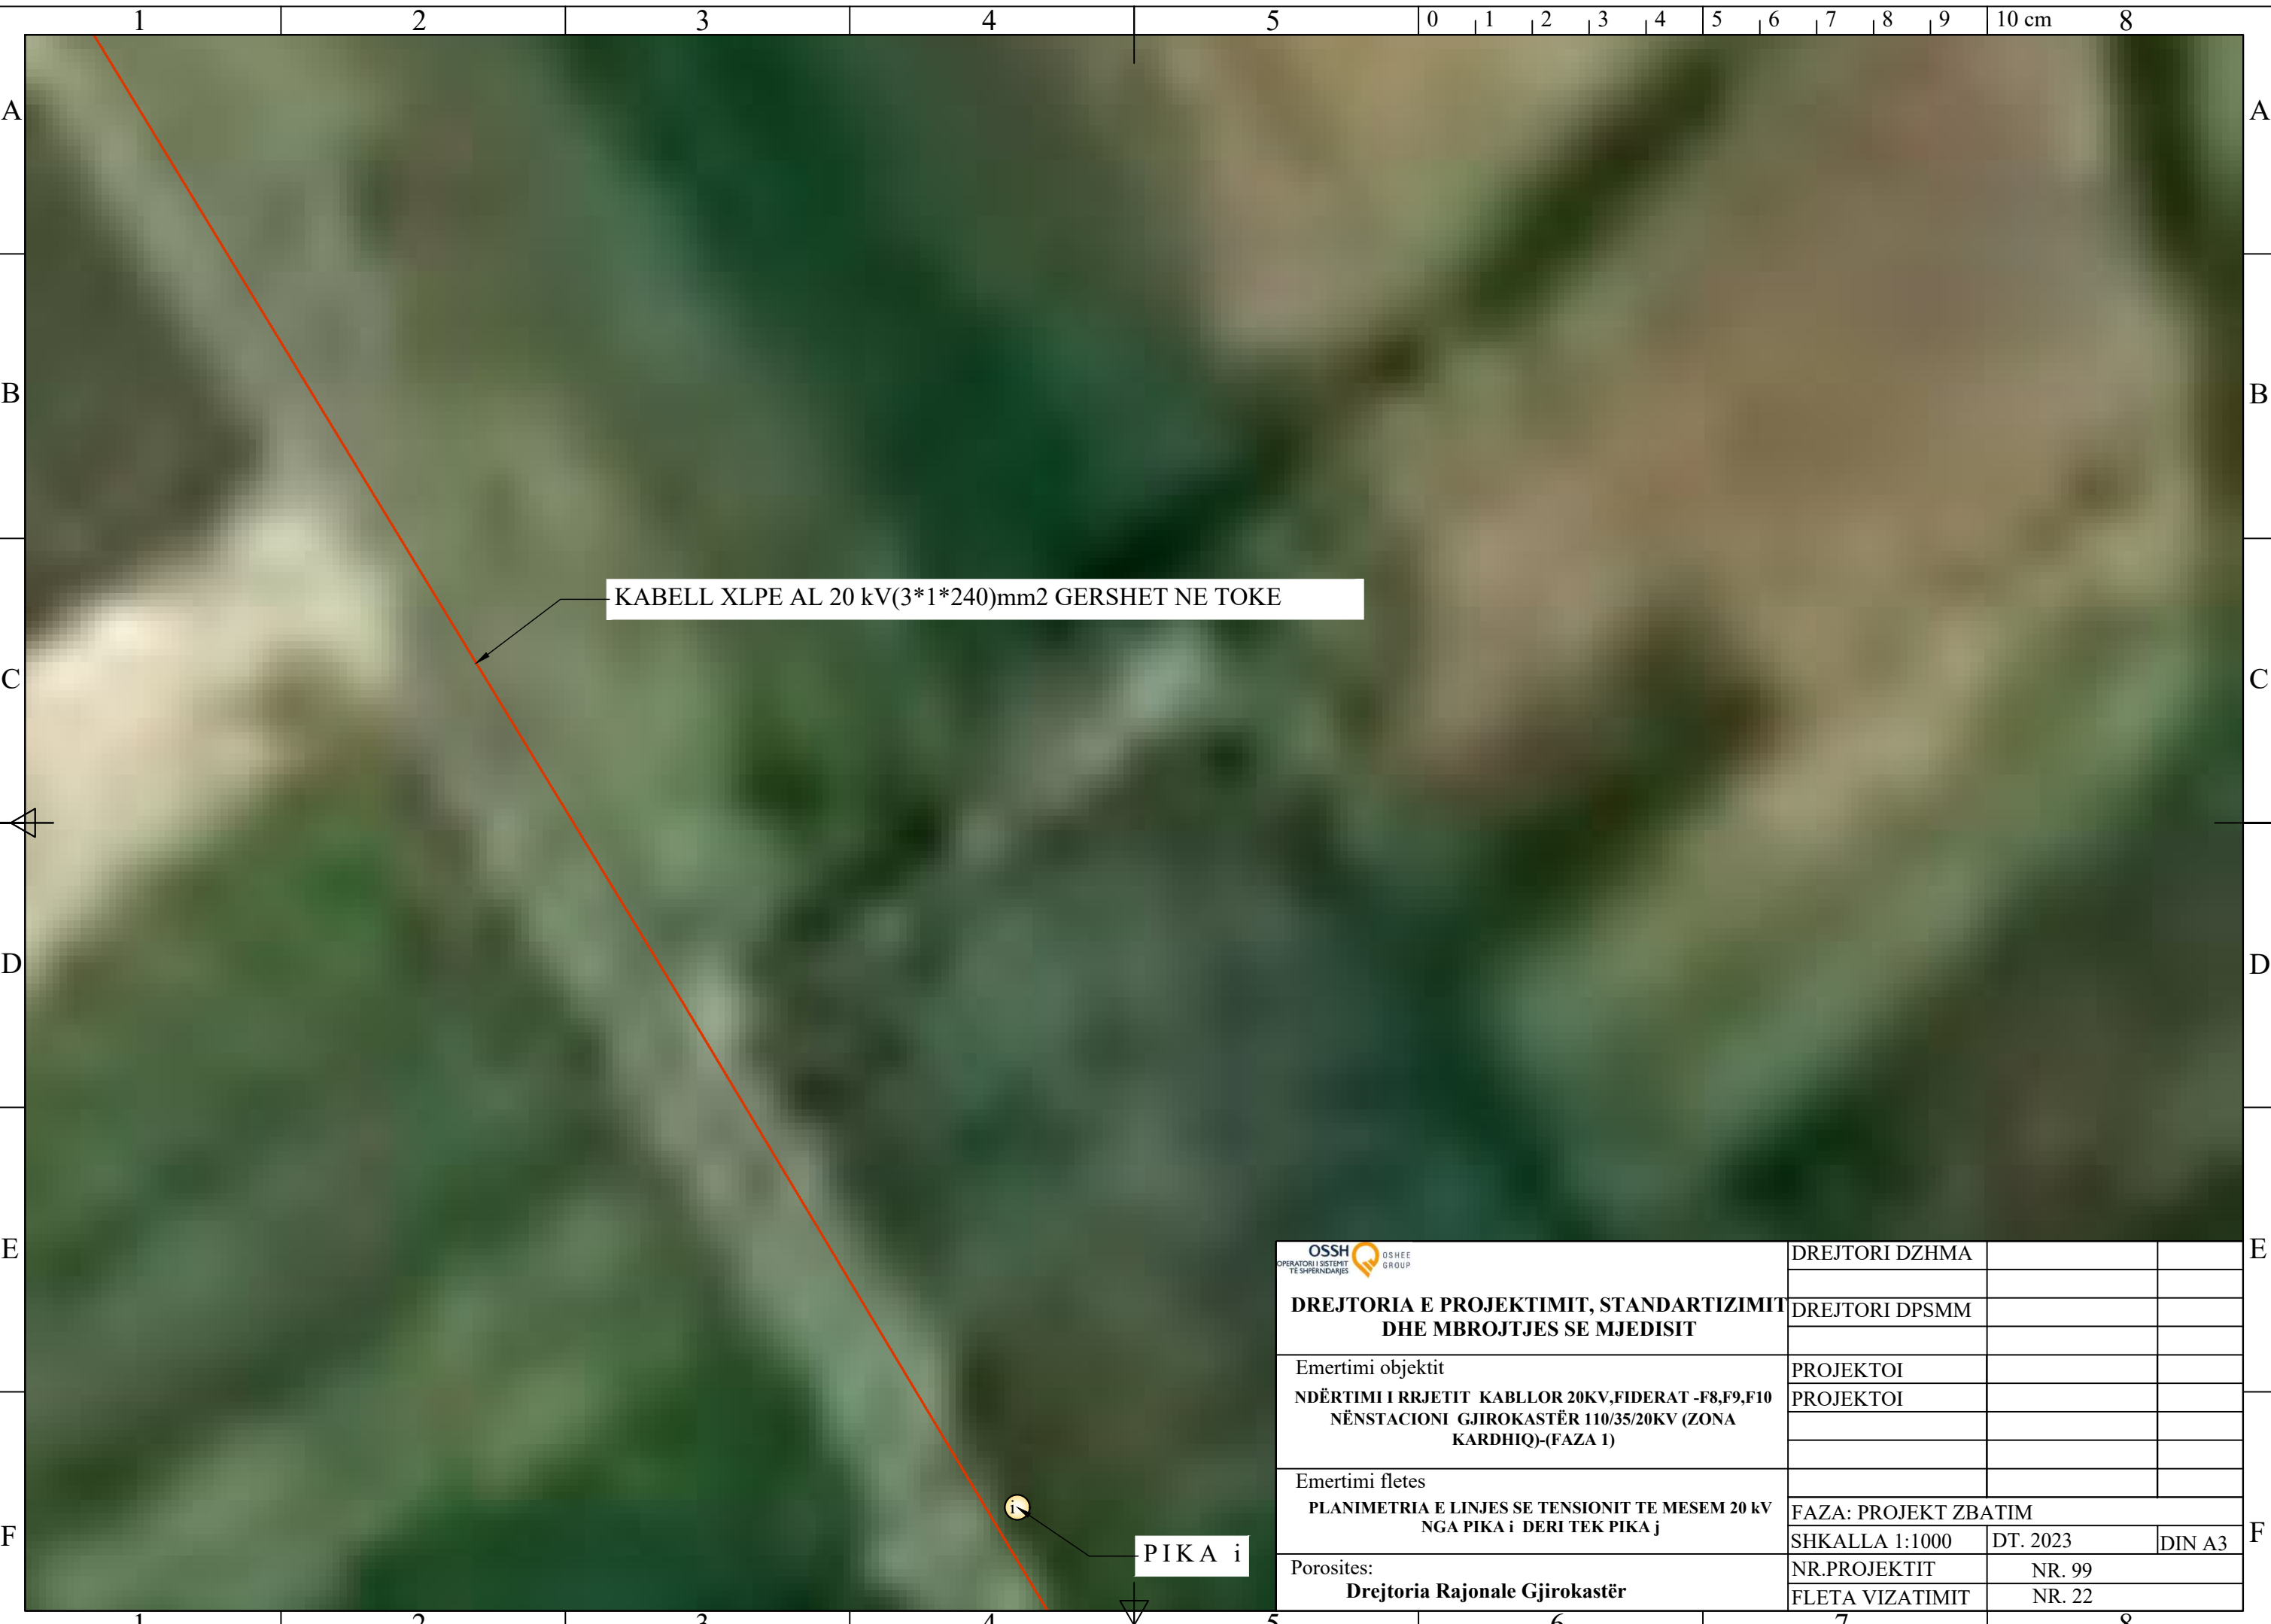 1 2 3 4 5 0 1 2 3 4 5 6 7 8 9 10 cm 8
A A
B B
KABELL XLPE AL 20 kV(3*1*240)mm2 GERSHET NE TOKE
C C
D D
E E
OSSH
OPERATORI I SISTEMIT
TË SHPËRNDARJES
OSHEE
GROUP
DREJTORIA E PROJEKTIMIT, STANDARTIZIMIT
DHE MBROJTJES SE MJEDISIT
Emertimi objektit
NDËRTIMI I RRJETIT KABLLOR 20KV,FIDERAT -F8,F9,F10
NËNSTACIONI GJIROKASTËR 110/35/20KV (ZONA
KARDHIQ)-(FAZA 1)
Emertimi fletes
PLANIMETRIA E LINJES SE TENSIONIT TE MESEM 20 kV
NGA PIKA i DERI TEK PIKA j
Porosites:
Drejtoria Rajonale Gjirokastër
DREJTORI DZHMA
DREJTORI DPSMM
PROJEKTOI
PROJEKTOI
FAZA: PROJEKT ZBATIM
SHKALLA 1:1000 DT. 2023 DIN A3
NR.PROJEKTIT NR. 99
FLETA VIZATIMIT NR. 22
i
PIKA i
F F
1 2 3 4 5 6 7 8